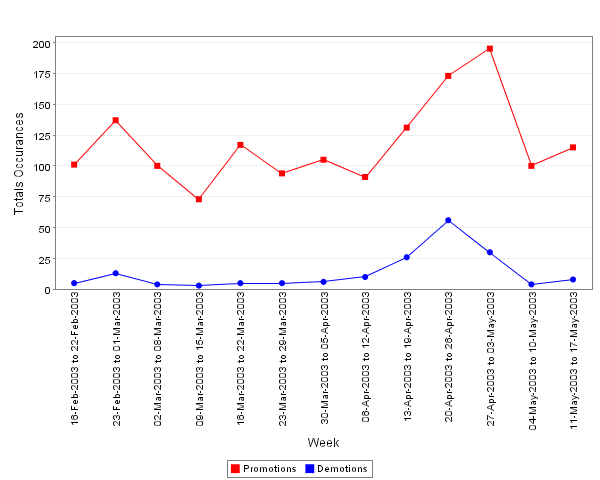 Totals Occurances
200
175
150
125
100
75
50
25
0
16-Feb-2003 to 22-Feb-2003
23-Feb-2003 to 01-Mar-2003
02-Mar-2003 to 08-Mar-2003
09-Mar-2003 to 15-Mar-2003
16-Mar-2003 to 22-Mar-2003
23-Mar-2003 to 29-Mar-2003
30-Mar-2003 to 05-Apr-2003
06-Apr-2003 to 12-Apr-2003
13-Apr-2003 to 19-Apr-2003
20-Apr-2003 to 26-Apr-2003
27-Apr-2003 to 03-May-2003
04-May-2003 to 10-May-2003
11-May-2003 to 17-May-2003
Week
Promotions Demotions